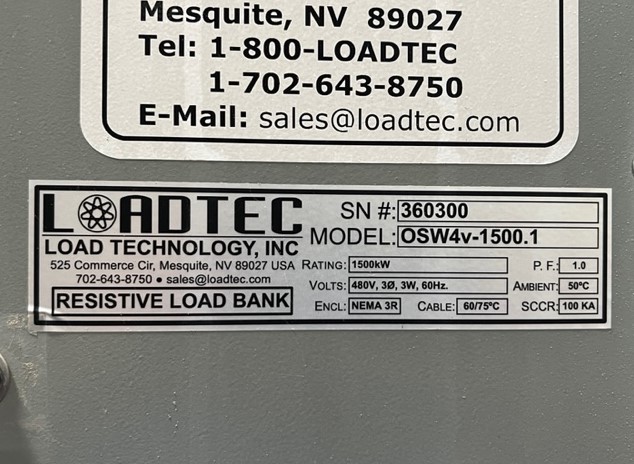 Mesquite, NV 89027
Tel: 1-800-LOADTEC
1-702-643-8750
E-Mail: sales@loadtec.com
LOADTEC
LOAD TECHNOLOGY, INC
525 Commerce Cir, Mesquite, NV 89027 USA
702-643-8750 • sales@loadtec.com
RESISTIVE LOAD BANK
SN #: 360300
MODEL: OSW4v-1500.1
RATING: 1500kW P. F.: 1.0
VOLTS: 480V, 3Ø, 3W, 60Hz. AMBIENT: 50ºC
ENCL: NEMA 3R CABLE: 60/75ºC SCCR: 100 KA